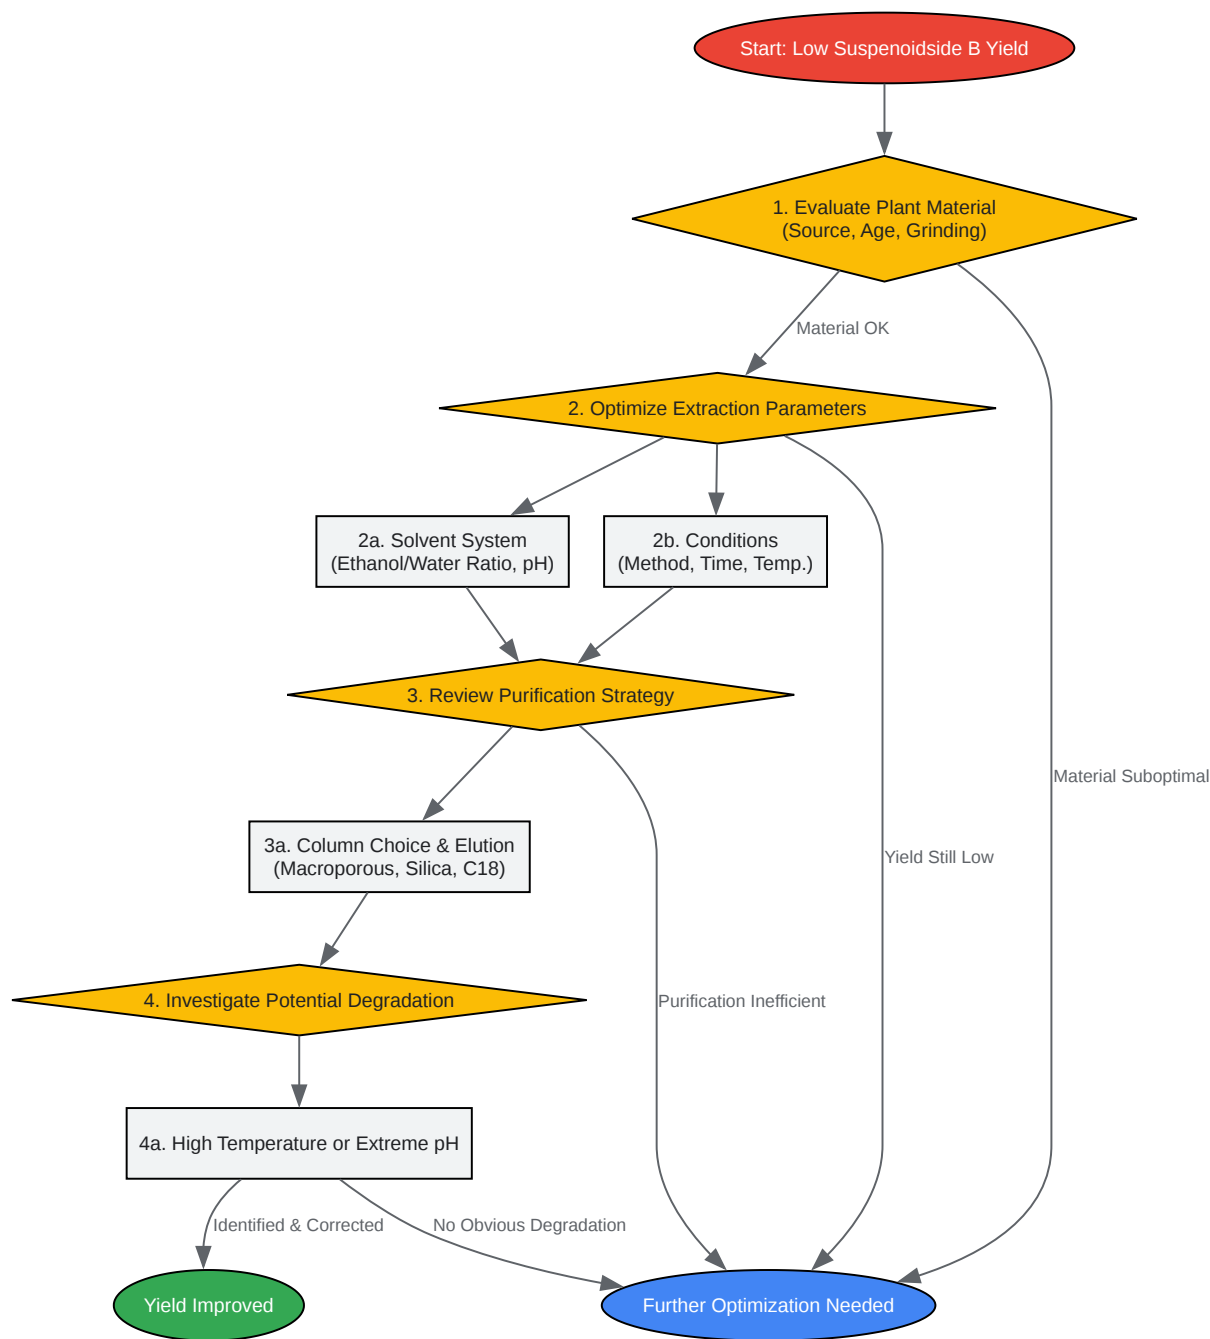 Start: Low Suspenoidside B Yield
1. Evaluate Plant Material
(Source, Age, Grinding)
Material OK
2. Optimize Extraction Parameters
2a. Solvent System
(Ethanol/Water Ratio, pH)
2b. Conditions
(Method, Time, Temp.)
3. Review Purification Strategy
Material Suboptimal
3a. Column Choice & Elution
(Macroporous, Silica, C18)
Yield Still Low
4. Investigate Potential Degradation
Purification Inefficient
4a. High Temperature or Extreme pH
Identified & Corrected
No Obvious Degradation
Yield Improved
Further Optimization Needed